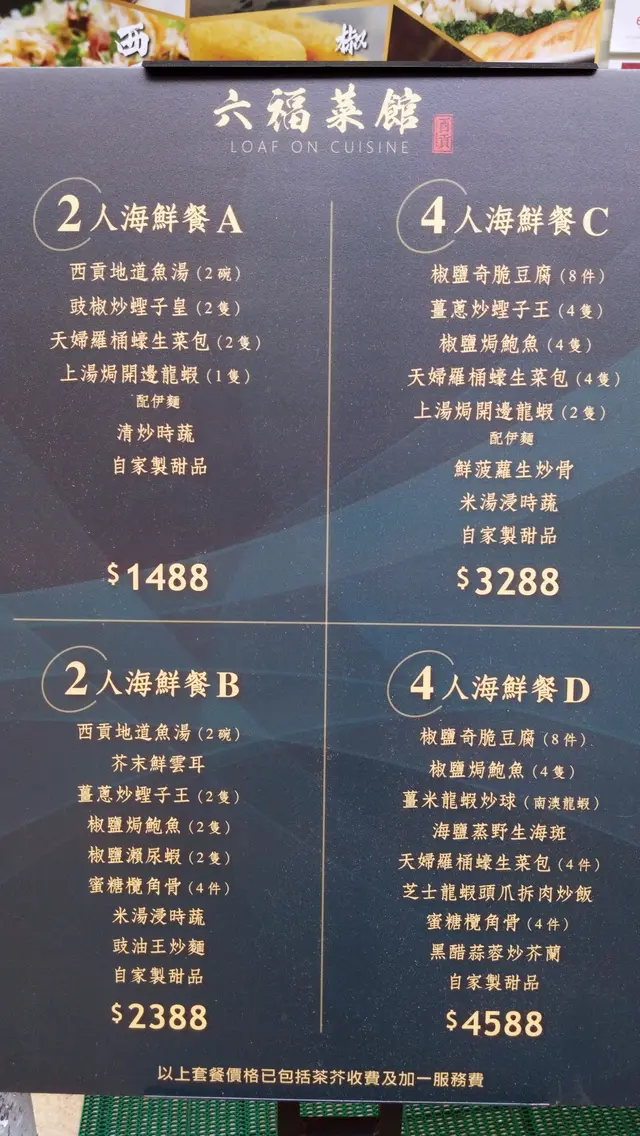 西
椒
六福菜館
西貢
LOAF ON CUISINE
2人海鮮餐A
西貢地道魚湯(2碗)
豉椒炒蟶子皇(2隻)
天婦羅桶蠔生菜包(2隻)
上湯焗開邊龍蝦(1隻)
配伊麵
清炒時蔬
自家製甜品
$1488
4人海鮮餐C
椒鹽奇脆豆腐(8件)
薑蔥炒蟶子王(4隻)
椒鹽焗鮑魚(4隻)
天婦羅桶蠔生菜包(4隻)
上湯焗開邊龍蝦(2隻)
配伊麵
鮮菠蘿生炒骨
米湯浸時蔬
自家製甜品
$3288
2人海鮮餐B
西貢地道魚湯(2碗)
芥末鮮雲耳
薑蔥炒蟶子王(2隻)
椒鹽焗鮑魚(2隻)
椒鹽瀨尿蝦(2隻)
蜜糖欖角骨(4件)
米湯浸時蔬
豉油王炒麵
自家製甜品
$2388
4人海鮮餐D
椒鹽奇脆豆腐(8件)
椒鹽焗鮑魚(4隻)
薑米龍蝦炒球(南澳龍蝦)
海鹽蒸野生海斑
天婦羅桶蠔生菜包(4件)
芝士龍蝦頭爪拆肉炒飯
蜜糖欖角骨(4件)
黑醋蒜蓉炒芥蘭
自家製甜品
$4588
以上套餐價格已包括茶芥收費及加一服務費